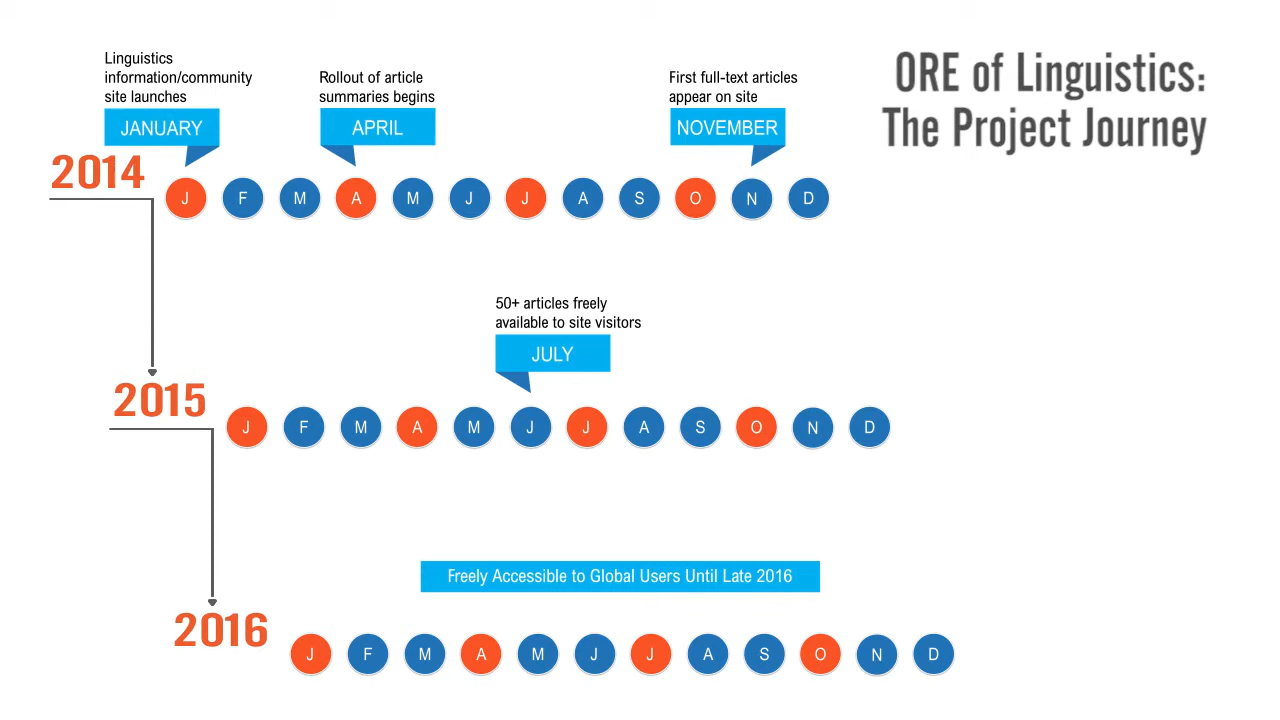 ORE of Linguistics:
The Project Journey
Linguistics
information/community
site launches
JANUARY
Rollout of article
summaries begins
APRIL
First full-text articles
appear on site
NOVEMBER
2014
J F M A M J J A S O N D
50+ articles freely
available to site visitors
JULY
2015
J F M A M J J A S O N D
Freely Accessible to Global Users Until Late 2016
2016
J F M A M J J A S O N D